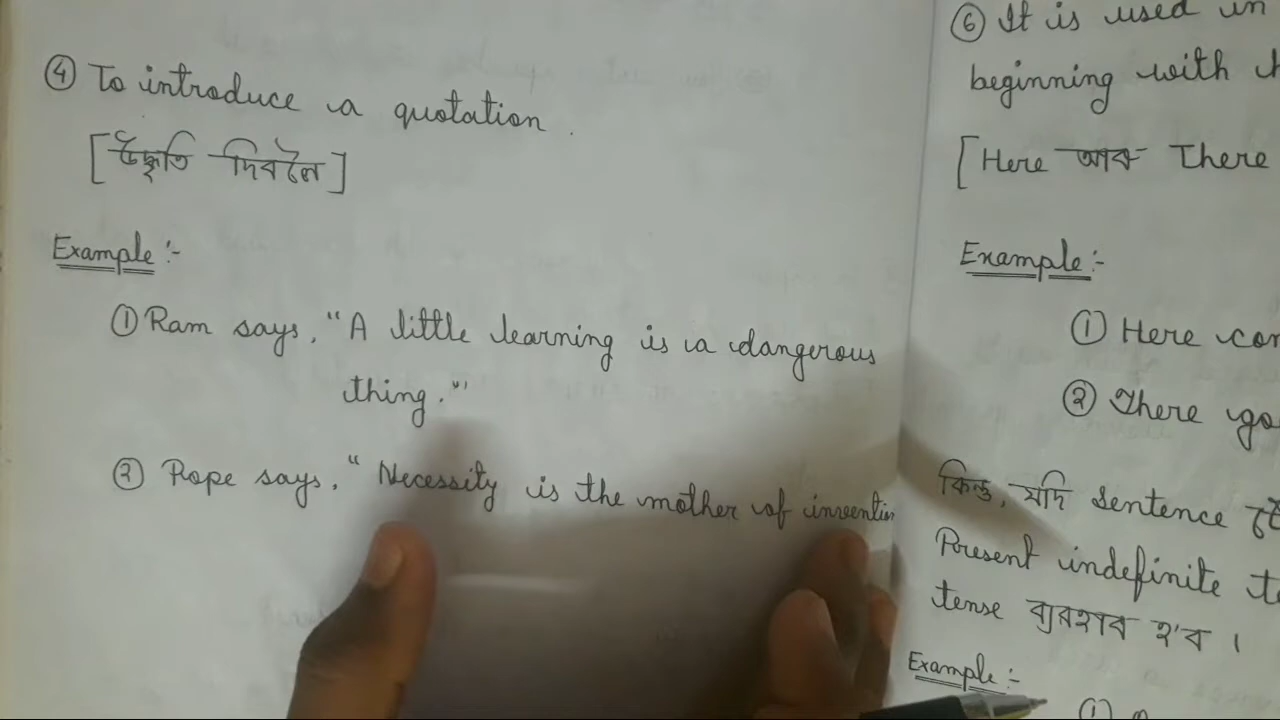 ④ To introduce a quotation.
[উদ্ধৃতি দিবলৈ]
Example :-
① Ram says, "A little learning is a dangerous
thing."
② Pope says, "Necessity is the mother of invention
⑥ It is used in
beginning with
[Here আৰু There
Example :-
① Here
② There
কিন্তু, যদি sentence
Present indefinite
tense ব্যৱহাৰ হ'ব ।
Example :-
①